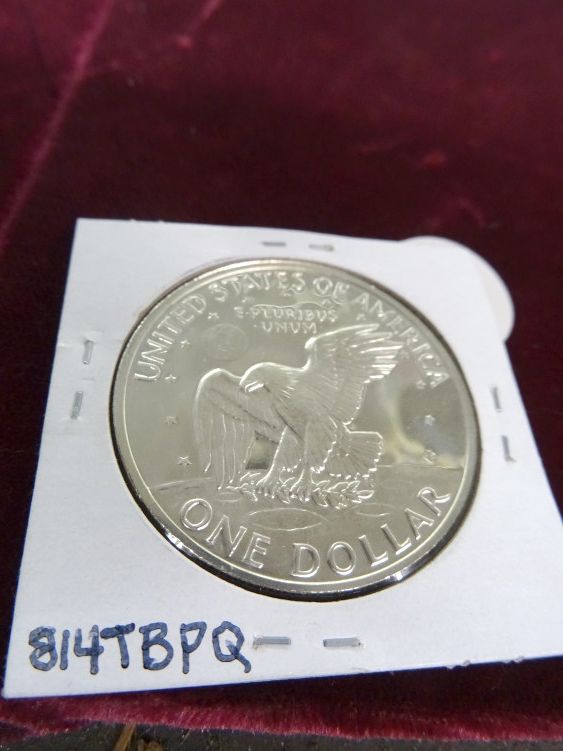 UNITED STATES OF AMERICA
E·PLURIBUS
·UNUM
ONE DOLLAR
814TBPQ